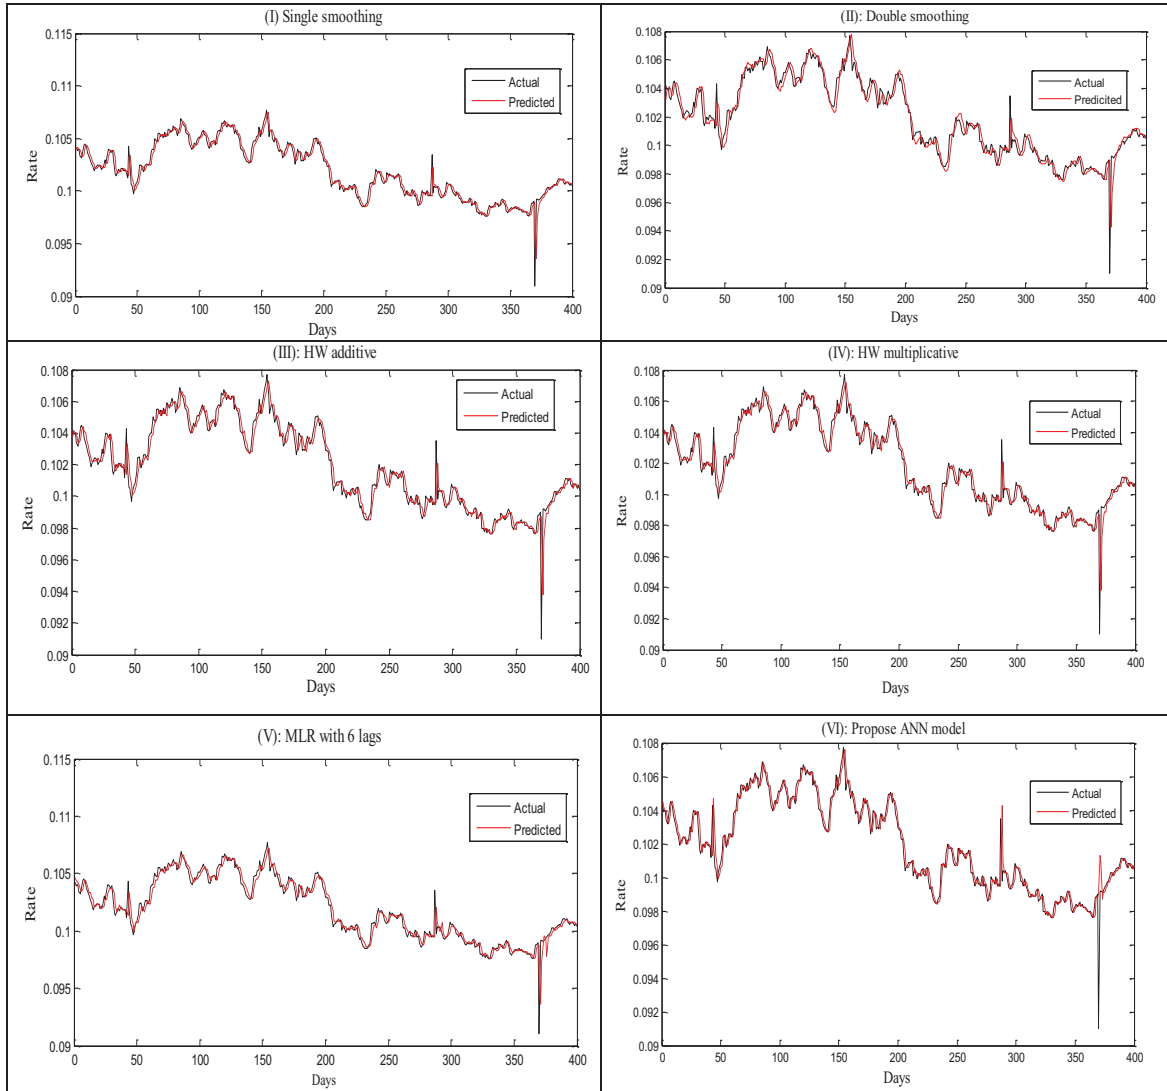 (I) Single smoothing
0.115
0.11
0.105
0.1
0.095
0.09
Rate
Actual
Predicted
0 50 100 150 200 250 300 350 400
Days
(II): Double smoothing
0.108
0.106
0.104
0.102
0.1
0.098
0.096
0.094
0.092
0.09
Rate
Actual
Predicited
0 50 100 150 200 250 300 350 400
Days
(III): HW additive
0.108
0.106
0.104
0.102
0.1
0.098
0.096
0.094
0.092
0.09
Rate
Actual
Predicted
0 50 100 150 200 250 300 350 400
Days
(IV): HW multiplicative
0.108
0.106
0.104
0.102
0.1
0.098
0.096
0.094
0.092
0.09
Rate
Actual
Predicted
0 50 100 150 200 250 300 350 400
Days
(V): MLR with 6 lags
0.115
0.11
0.105
0.1
0.095
0.09
Rate
Actual
Predicted
0 50 100 150 200 250 300 350 400
Days
(VI): Propose ANN model
0.108
0.106
0.104
0.102
0.1
0.098
0.096
0.094
0.092
0.09
Rate
Actual
Predicted
0 50 100 150 200 250 300 350 400
Days